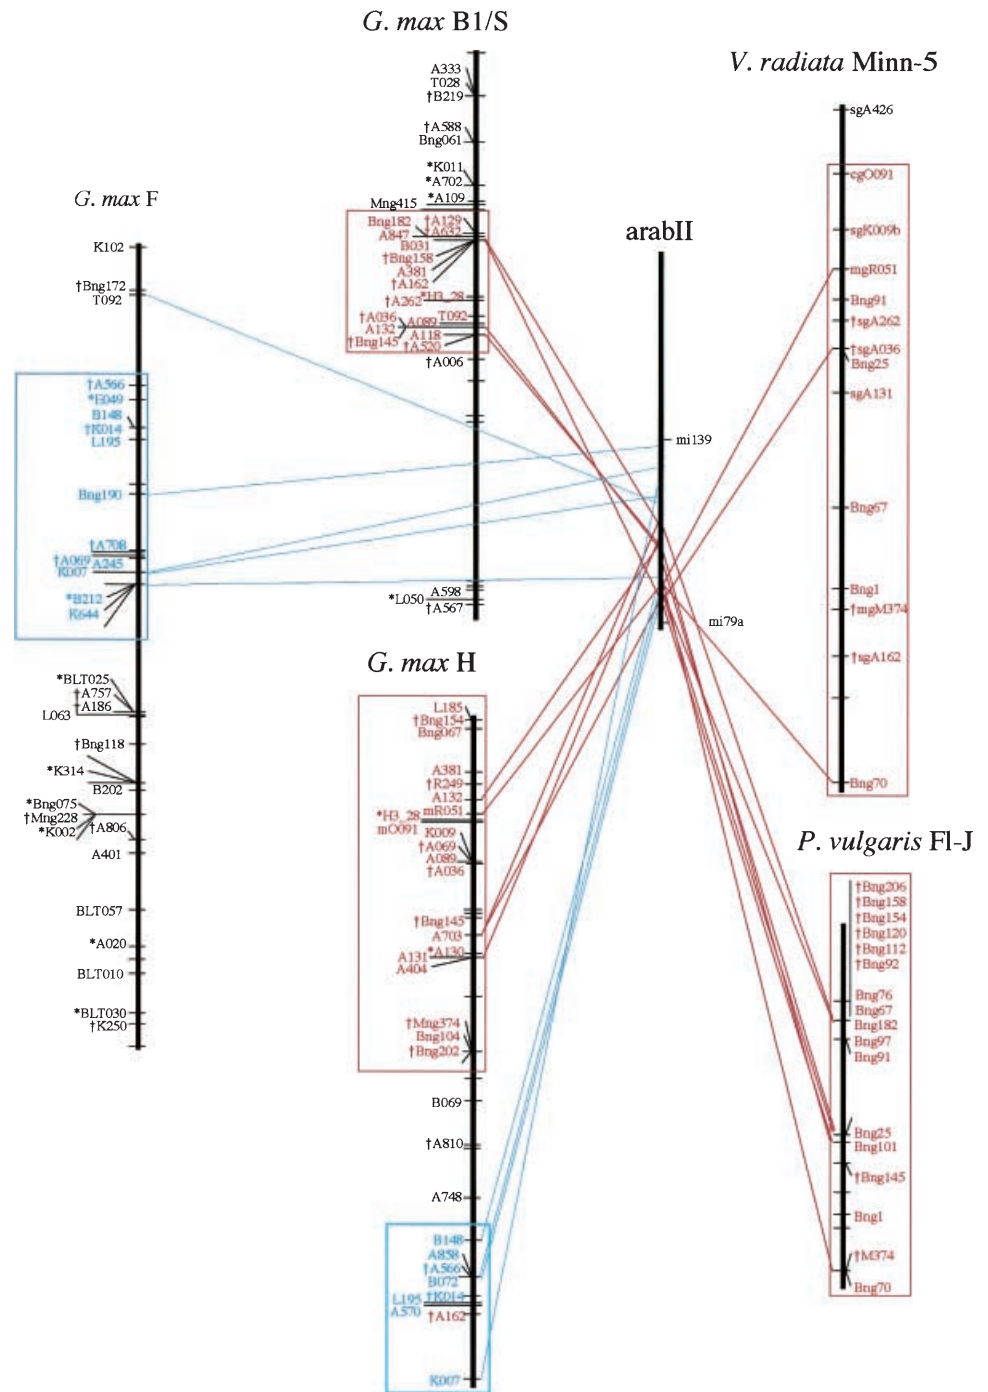 G. max B1/S
A333
T028
†B219
†A588
Bng061
*K011
*A702
*A109
Mng415
Bng182
†A129
†A632
A847
B031
†Bng158
A381
†A162
*H3_28
†A262
T092
†A036
A089
A132
A118
†Bng145
†A520
†A006
A598
*L050
†A567
V. radiata Minn-5
sgA426
cgO091
sgK009b
mgR051
Bng91
†sgA262
†sgA036
Bng25
sgA131
Bng67
Bng1
†mgM374
†sgA162
Bng70
G. max F
K102
†Bng172
T092
†A566
*E049
B148
†K014
L195
Bng190
†A708
†A069
A245
K007
*B212
K644
*BLT025
†A757
A186
L063
†Bng118
*K314
B202
*Bng075
†Mng228
*K002
†A806
A401
BLT057
*A020
BLT010
*BLT030
†K250
arabII
mi139
mi79a
G. max H
L185
†Bng154
Bng067
A381
†R249
A132
mR051
*H3_28
mO091
K009
†A069
A089
†A036
†Bng145
A703
*A130
A131
A404
†Mng374
Bng104
†Bng202
B069
†A810
A748
B148
A858
†A566
B072
†K014
L195
A570
†A162
K007
P. vulgaris Fl-J
†Bng206
†Bng158
†Bng154
†Bng120
†Bng112
†Bng92
Bng76
Bng67
Bng182
Bng97
Bng91
Bng25
Bng101
†Bng145
Bng1
†M374
Bng70